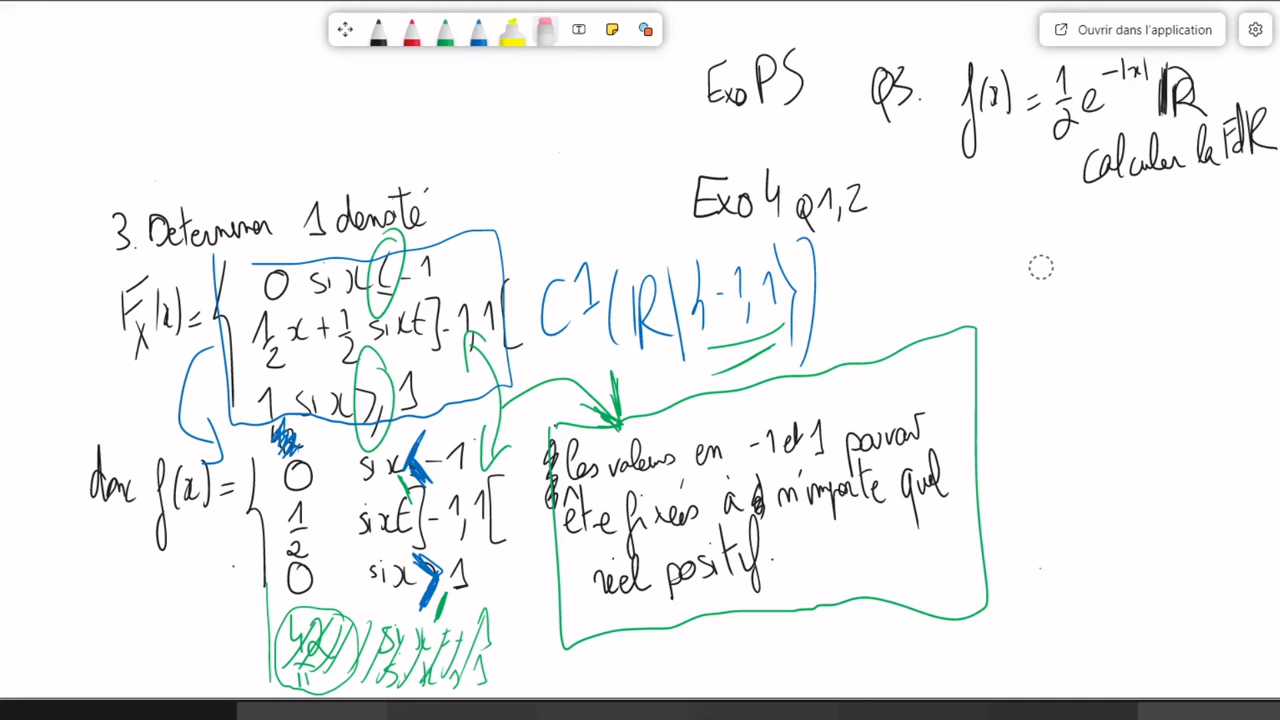 Ouvrir dans l'application
Exo PS Q3. f(x) = 1/2 e^-|x| ℝ
calculer la FdR
Exo 4 Q1,2
3. Determiner 1 densité
F_X(x) = { 0 si x ≤ -1
1/2 x + 1/2 si x ∈ ]-1,1[
1 si x ≥ 1
C1 (ℝ \ {-1, 1})
donc f(x) = { 0 si x < -1
1/2 si x ∈ ]-1,1[
0 si x > 1
les valeurs en -1 et 1 pouvant
être fixées à n'importe quel
réel positif.